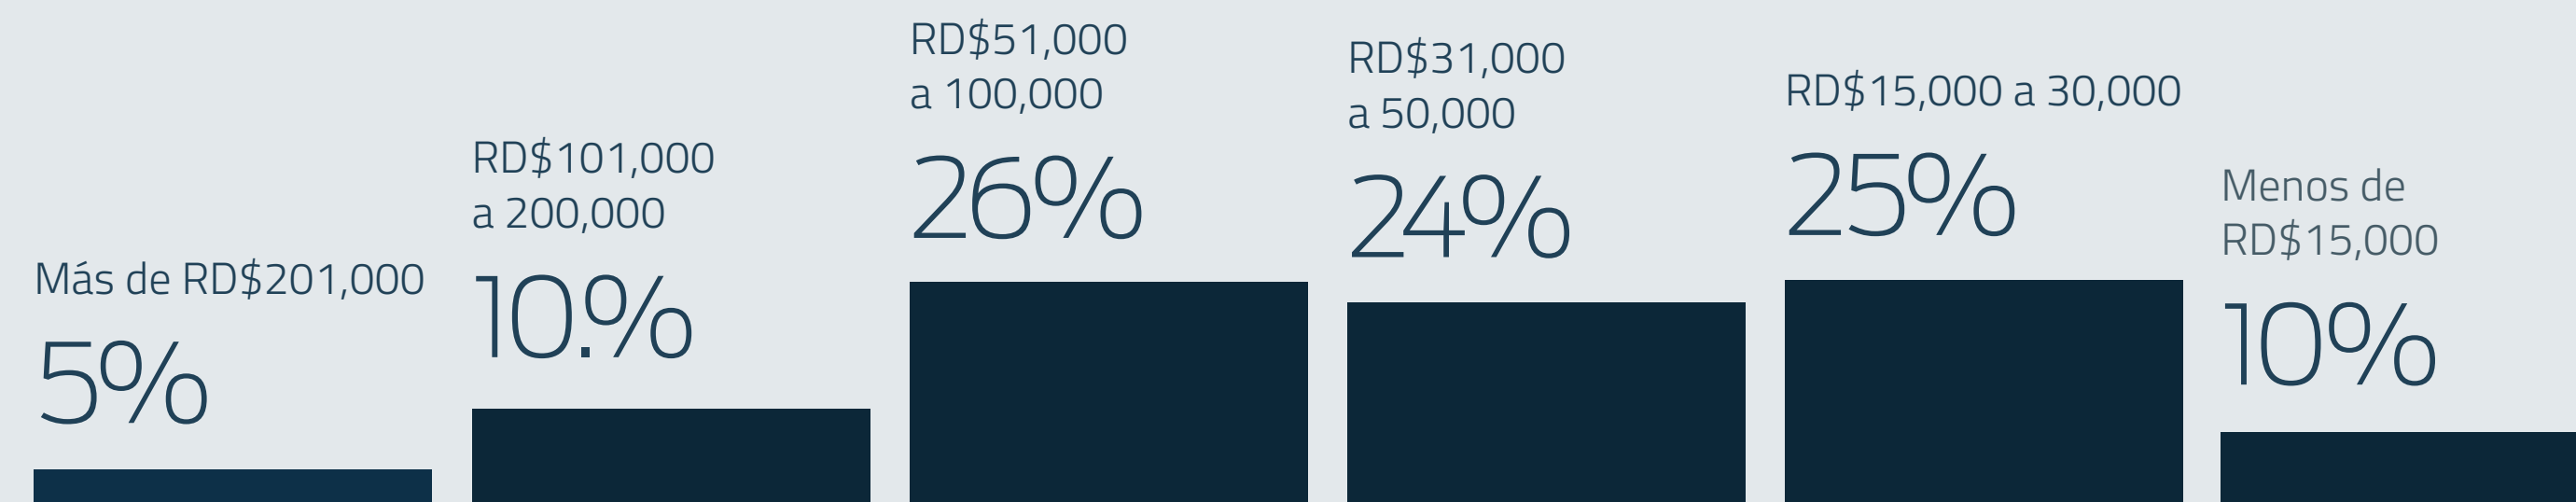 Más de RD$201,000
5%
RD$101,000
a 200,000
10.%
RD$51,000
a 100,000
26%
RD$31,000
a 50,000
24%
RD$15,000 a 30,000
25%
Menos de
RD$15,000
10%